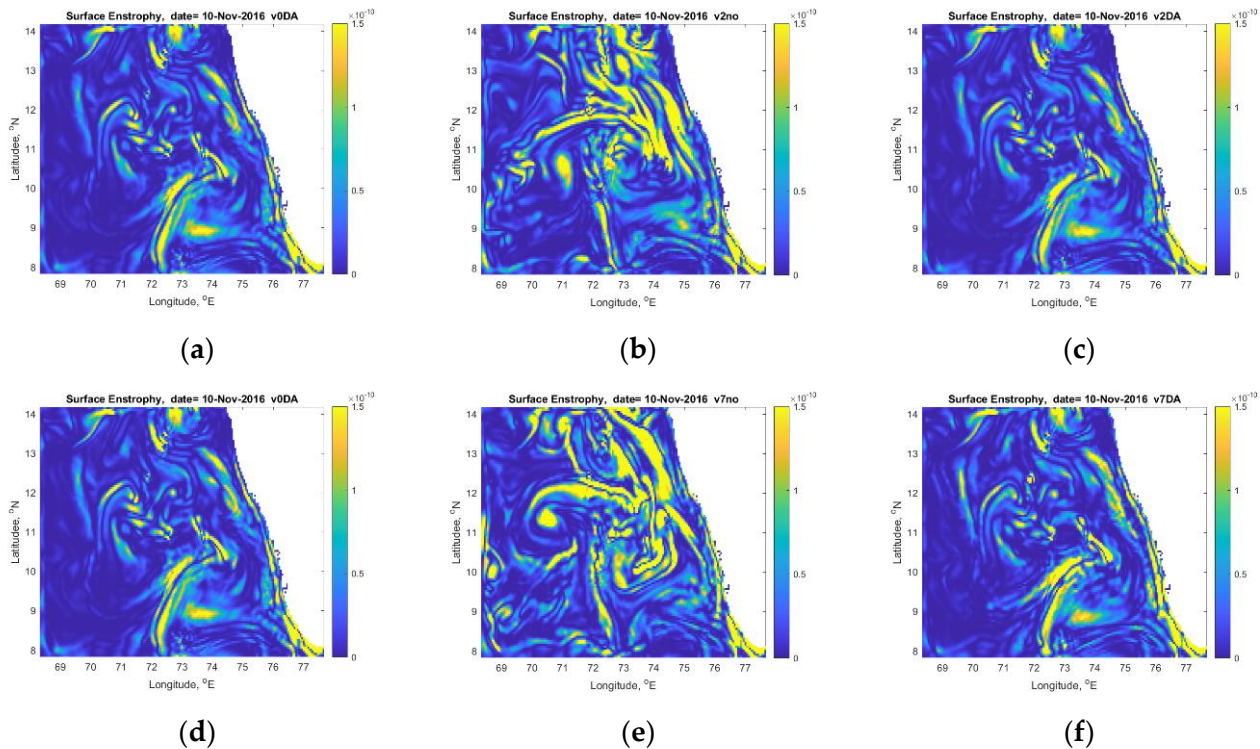 Surface Enstrophy, date= 10-Nov-2016 v0DA
×10⁻¹⁰
1.5
14
13
12
11
10
9
8
Latitudee, °N
1
0.5
0
69 70 71 72 73 74 75 76 77
Longitude, °E
(a)
Surface Enstrophy, date= 10-Nov-2016 v2no
×10⁻¹⁰
1.5
14
13
12
11
10
9
8
Latitudee, °N
1
0.5
0
69 70 71 72 73 74 75 76 77
Longitude, °E
(b)
Surface Enstrophy, date= 10-Nov-2016 v2DA
×10⁻¹⁰
1.5
14
13
12
11
10
9
8
Latitudee, °N
1
0.5
0
69 70 71 72 73 74 75 76 77
Longitude, °E
(c)
Surface Enstrophy, date= 10-Nov-2016 v0DA
×10⁻¹⁰
1.5
14
13
12
11
10
9
8
Latitudee, °N
1
0.5
0
69 70 71 72 73 74 75 76 77
Longitude, °E
(d)
Surface Enstrophy, date= 10-Nov-2016 v7no
×10⁻¹⁰
1.5
14
13
12
11
10
9
8
Latitudee, °N
1
0.5
0
69 70 71 72 73 74 75 76 77
Longitude, °E
(e)
Surface Enstrophy, date= 10-Nov-2016 v7DA
×10⁻¹⁰
1.5
14
13
12
11
10
9
8
Latitudee, °N
1
0.5
0
69 70 71 72 73 74 75 76 77
Longitude, °E
(f)